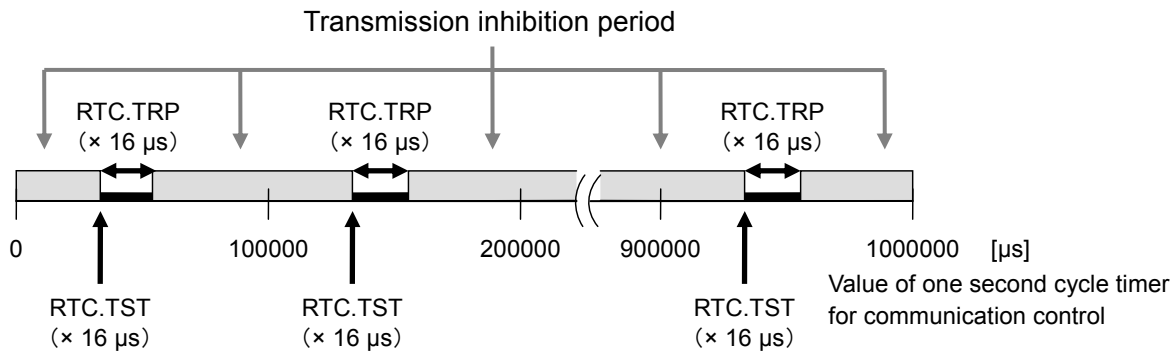 Transmission inhibition period
RTC.TRP
（× 16 μs）
RTC.TRP
（× 16 μs）
RTC.TRP
（× 16 μs）
0
100000
200000
900000
1000000
[μs]
RTC.TST
（× 16 μs）
RTC.TST
（× 16 μs）
RTC.TST
（× 16 μs）
Value of one second cycle timer
for communication control